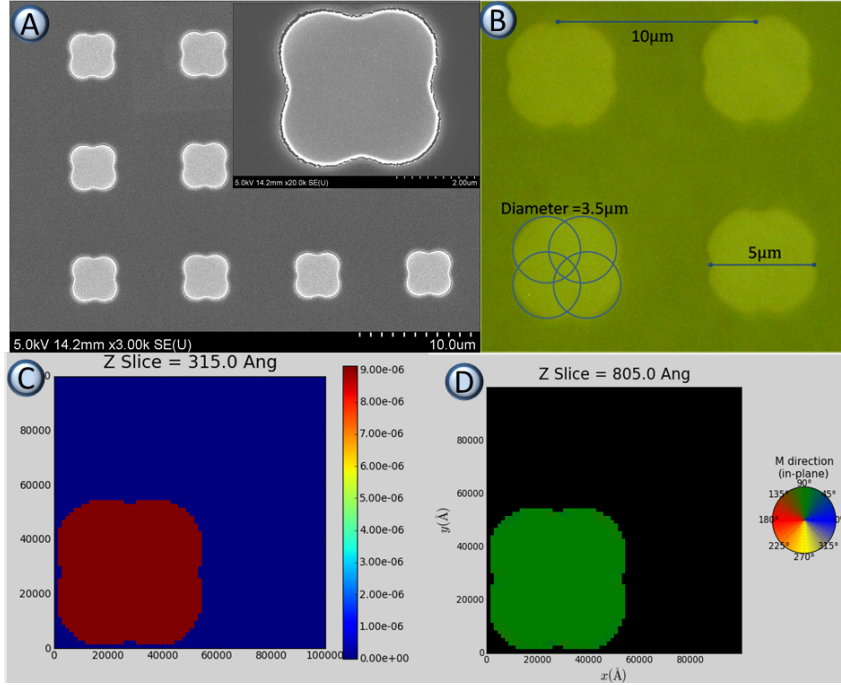 A
5.0kV 14.2mm x20.0k SE(U)
2.00um
5.0kV 14.2mm x3.00k SE(U)
10.0um
B
10μm
Diameter =3.5μm
5μm
C
Z Slice = 315.0 Ang
80000
60000
40000
20000
0
0 20000 40000 60000 80000 100000
9.00e-06
8.00e-06
7.00e-06
6.00e-06
5.00e-06
4.00e-06
3.00e-06
2.00e-06
1.00e-06
0.00e+00
D
Z Slice = 805.0 Ang
80000
60000
40000
20000
0
y(Å)
0 20000 40000 60000 80000
x(Å)
M direction
(in-plane)
90°
135° 45°
180° 0°
225° 315°
270°